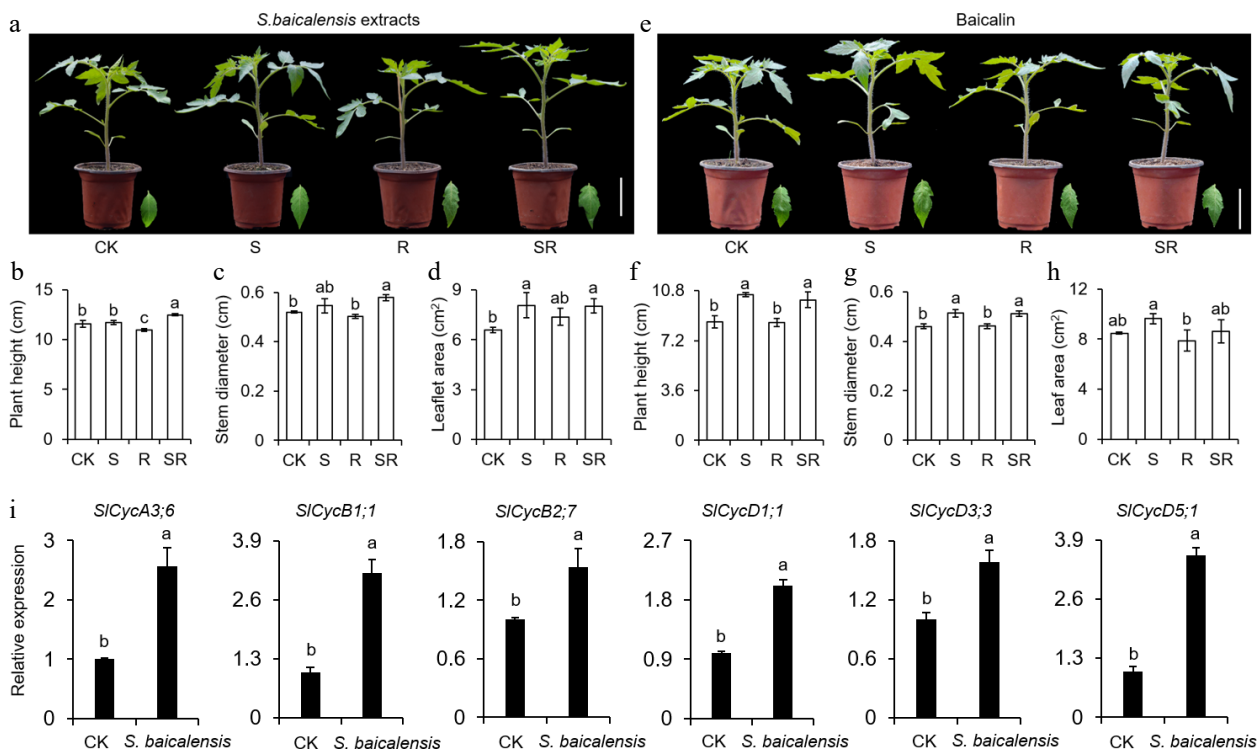 a
S.baicalensis extracts
e
Baicalin
CK S R SR
CK S R SR
b
Plant height (cm)
15
10
5
0
b b c a
CK S R SR
c
Stem diameter (cm)
0.6
0.4
0.2
0
b ab b a
CK S R SR
d
Leaflet area (cm²)
9
6
3
0
b a ab a
CK S R SR
f
Plant height (cm)
10.8
7.2
3.6
0
b a b a
CK S R SR
g
Stem diameter (cm)
0.6
0.4
0.2
0
b a b a
CK S R SR
h
Leaf area (cm²)
12
8
4
0
ab a b ab
CK S R SR
i
Relative expression
SlCycA3;6
3
2
1
0
b a
CK S. baicalensis
SlCycB1;1
3.9
2.6
1.3
0
b a
CK S. baicalensis
SlCycB2;7
1.8
1.2
0.6
0
b a
CK S. baicalensis
SlCycD1;1
2.7
1.8
0.9
0
b a
CK S. baicalensis
SlCycD3;3
1.8
1.2
0.6
0
b a
CK S. baicalensis
SlCycD5;1
3.9
2.6
1.3
0
b a
CK S. baicalensis